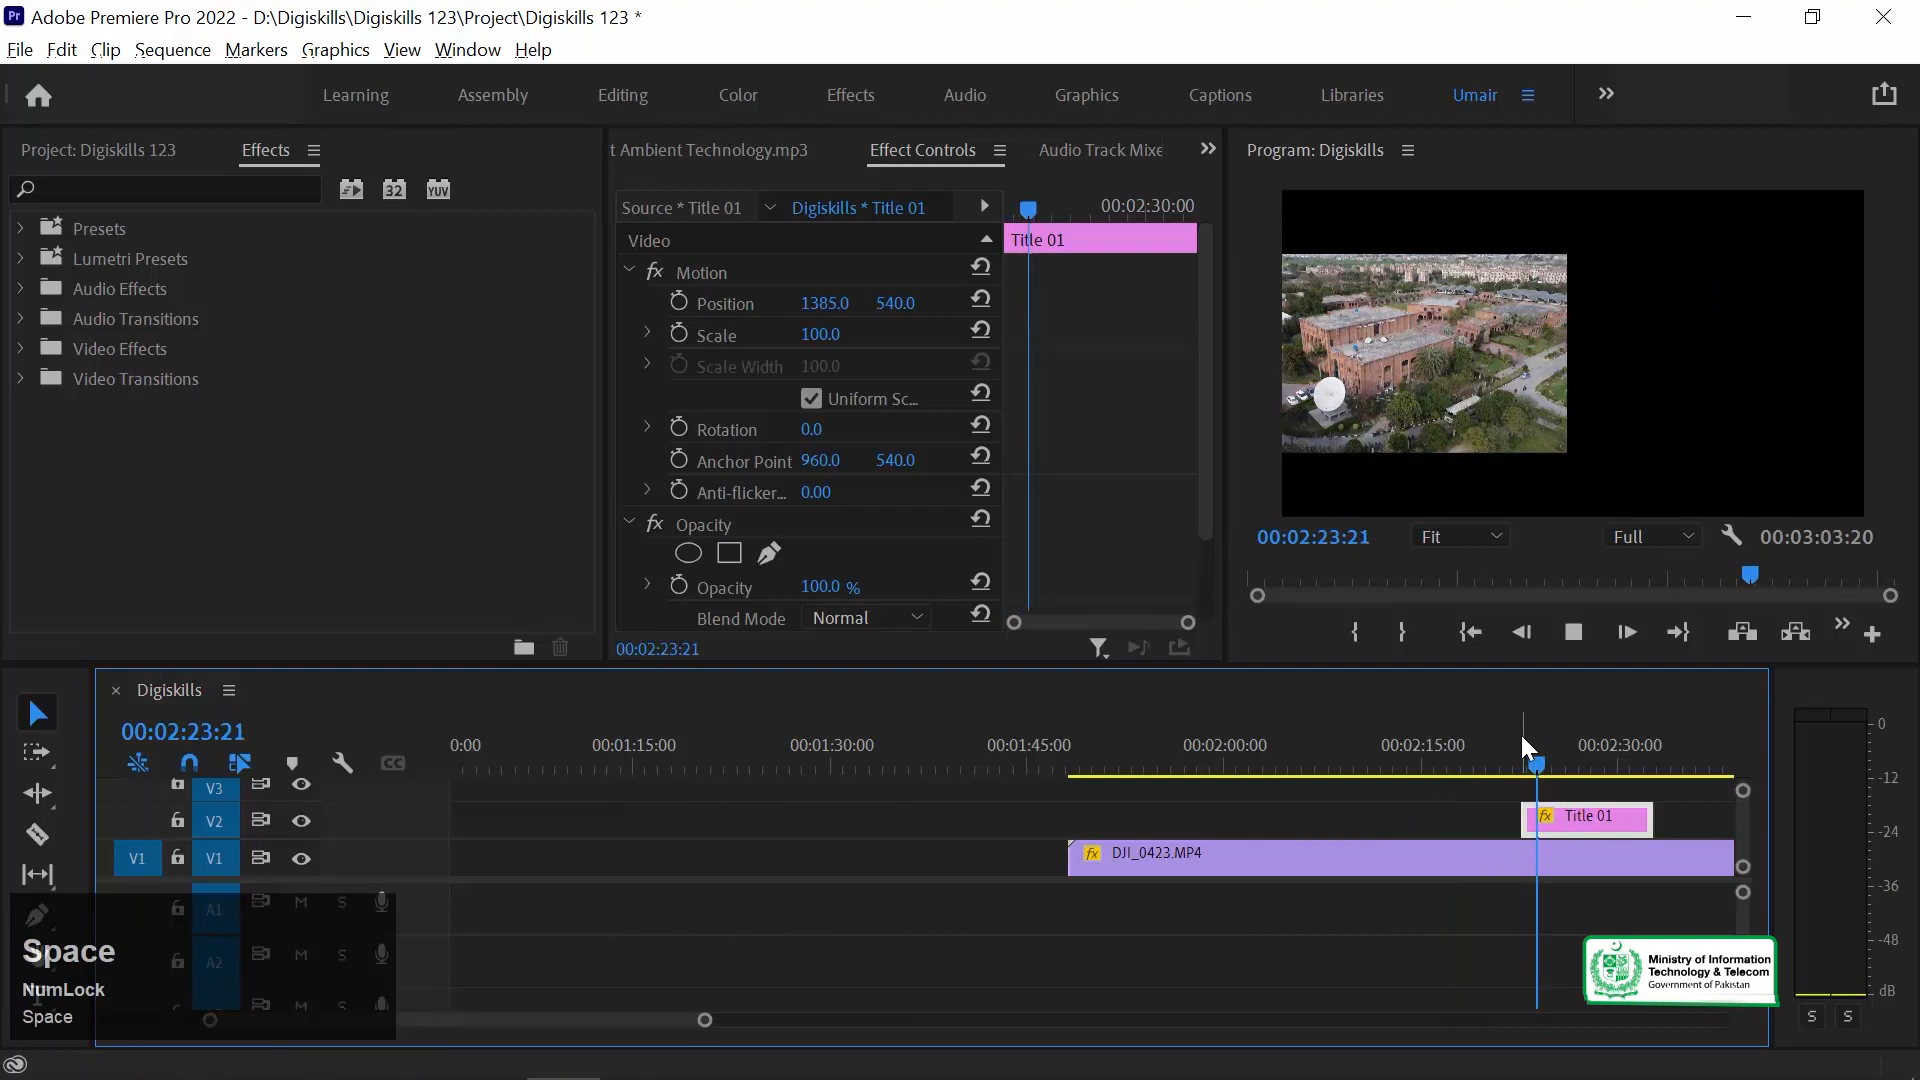 Pr Adobe Premiere Pro 2022 - D:\Digiskills\Digiskills 123\Project\Digiskills 123 *
File Edit Clip Sequence Markers Graphics View Window Help
Learning Assembly Editing Color Effects Audio Graphics Captions Libraries Umair
Project: Digiskills 123 Effects
t Ambient Technology.mp3 Effect Controls Audio Track Mixe
Program: Digiskills
32 YUV
Presets
Lumetri Presets
Audio Effects
Audio Transitions
Video Effects
Video Transitions
Source * Title 01 Digiskills * Title 01 00:02:30:00
Video Title 01
fx Motion
Position 1385.0 540.0
Scale 100.0
Scale Width 100.0
Uniform Sc...
Rotation 0.0
Anchor Point 960.0 540.0
Anti-flicker... 0.00
fx Opacity
Opacity 100.0 %
Blend Mode Normal
00:02:23:21
00:02:23:21 Fit Full 00:03:03:20
Digiskills
00:02:23:21
0:00 00:01:15:00 00:01:30:00 00:01:45:00 00:02:00:00 00:02:15:00 00:02:30:00
V3
V2 fx Title 01
V1 V1 fx DJI_0423.MP4
A1 M S
A2 M S
M S
Space
NumLock
Space
Ministry of Information
Technology & Telecom
Government of Pakistan
0
-12
-24
-36
-48
dB
S S